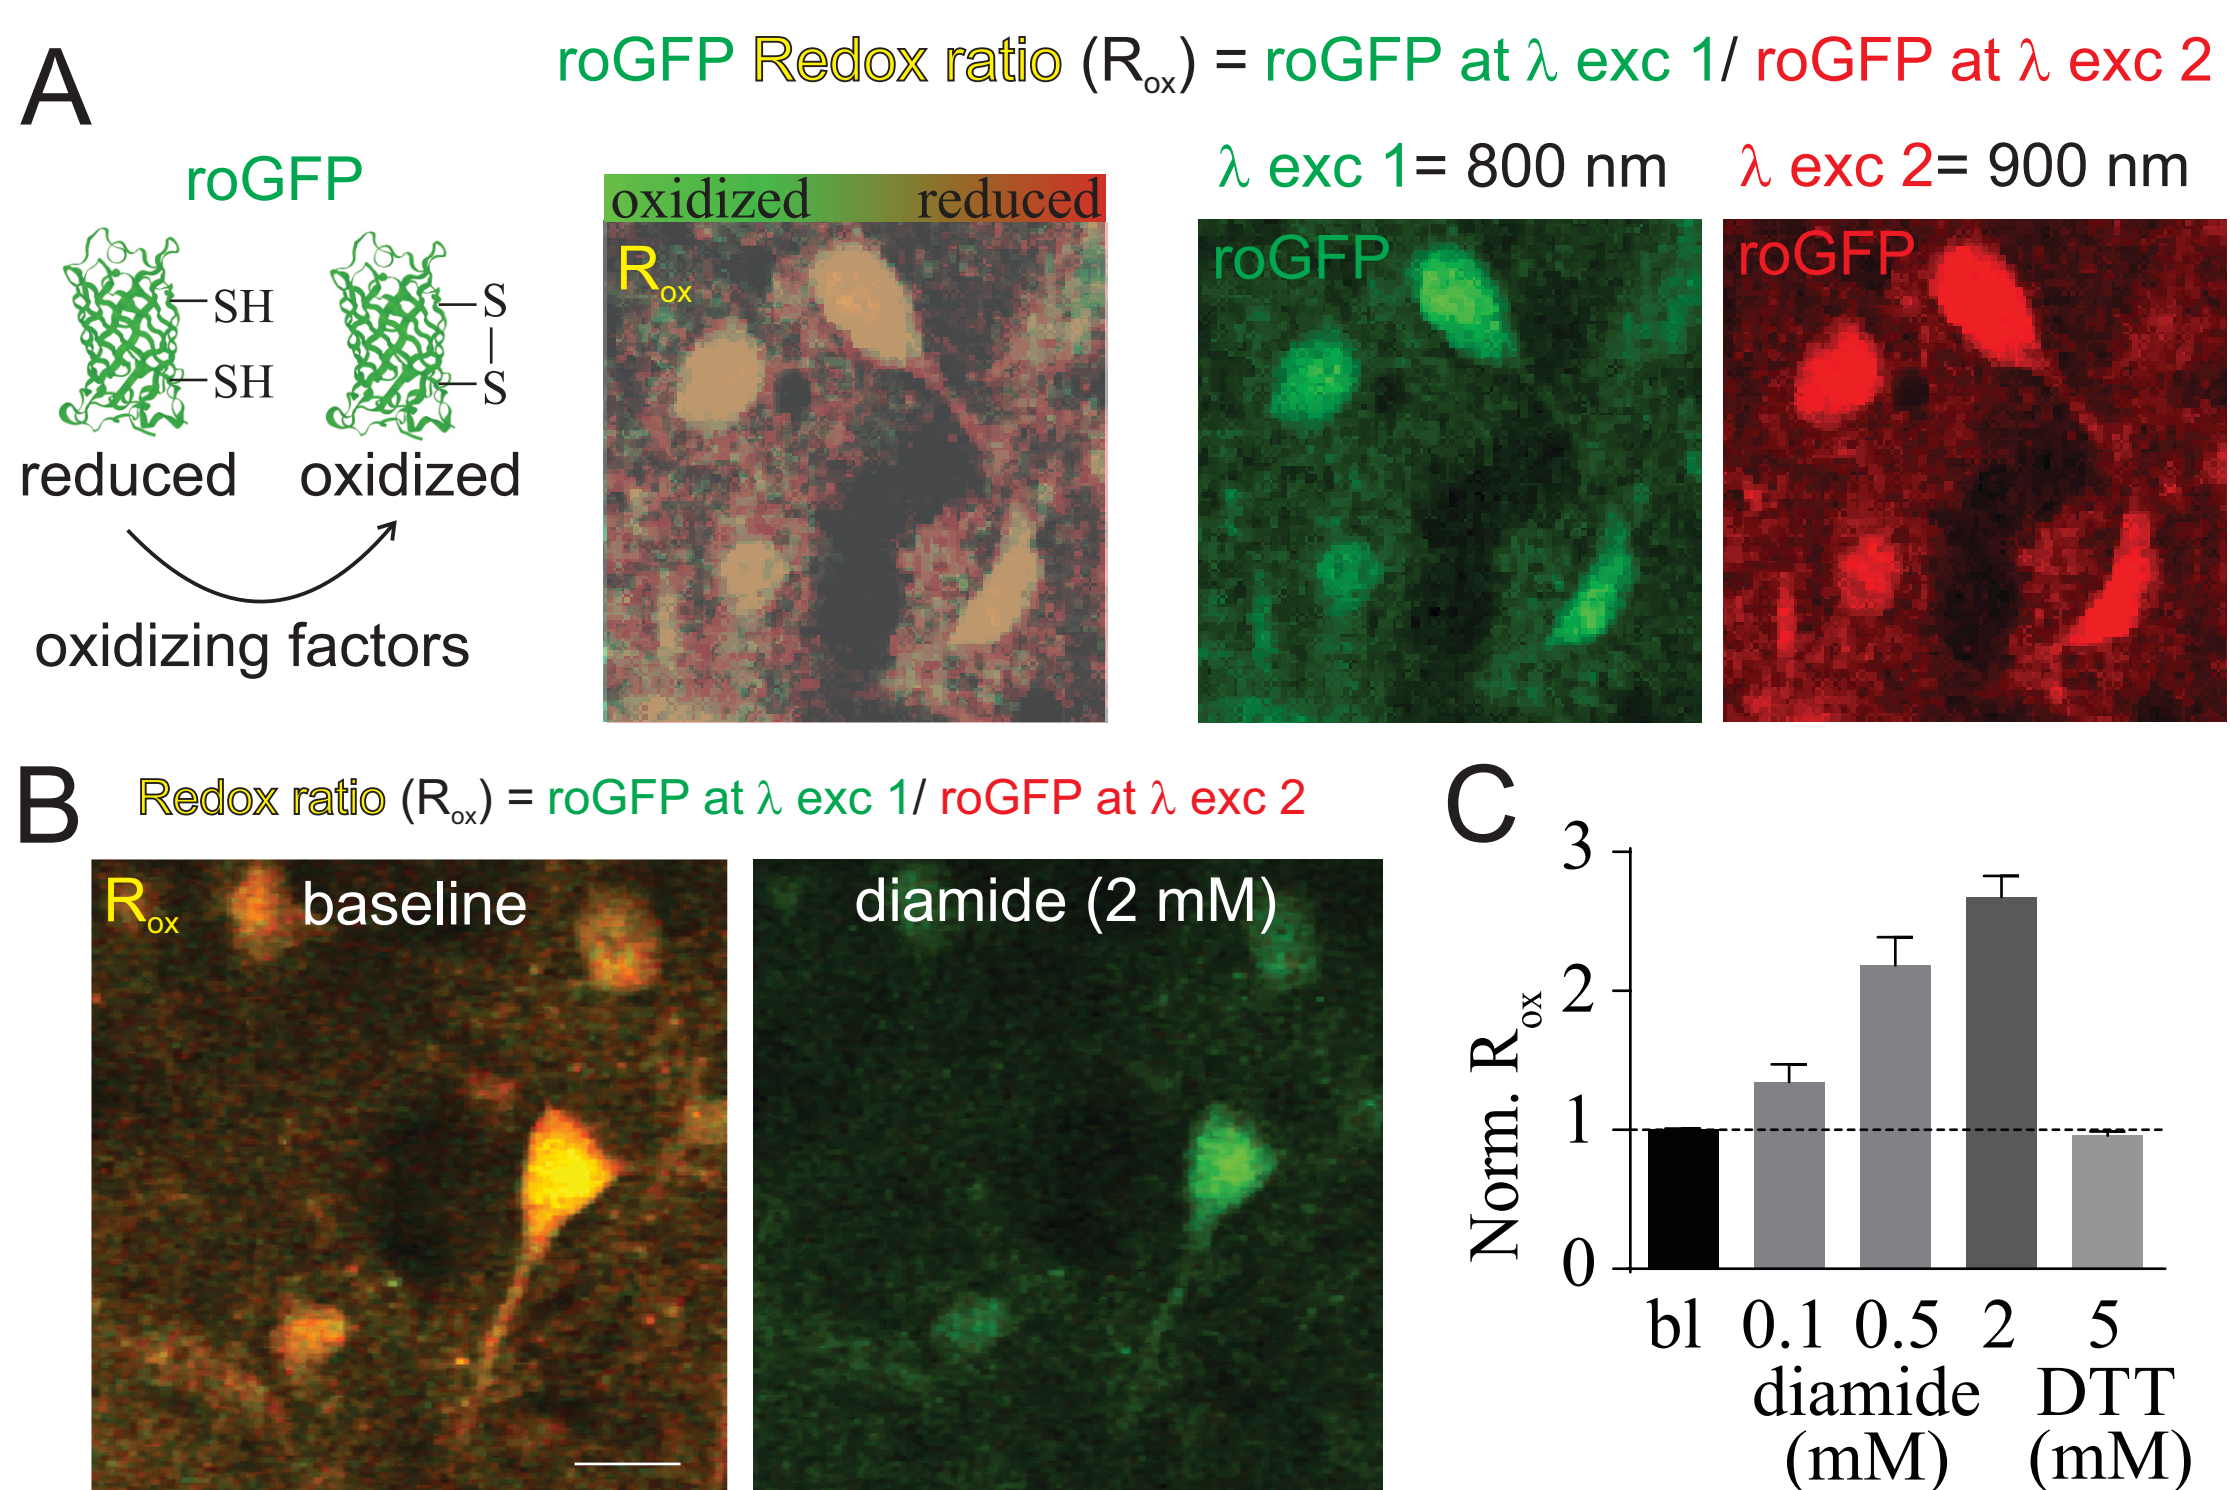 A
roGFP Redox ratio (Rox) = roGFP at λ exc 1/ roGFP at λ exc 2
roGFP
SH
SH
S
S
reduced oxidized
oxidizing factors
oxidized reduced
Rox
λ exc 1= 800 nm
roGFP
λ exc 2= 900 nm
roGFP
B
Redox ratio (Rox) = roGFP at λ exc 1/ roGFP at λ exc 2
Rox baseline
diamide (2 mM)
C
Norm. Rox
3
2
1
0
bl 0.1 0.5 2 5
diamide DTT
(mM) (mM)